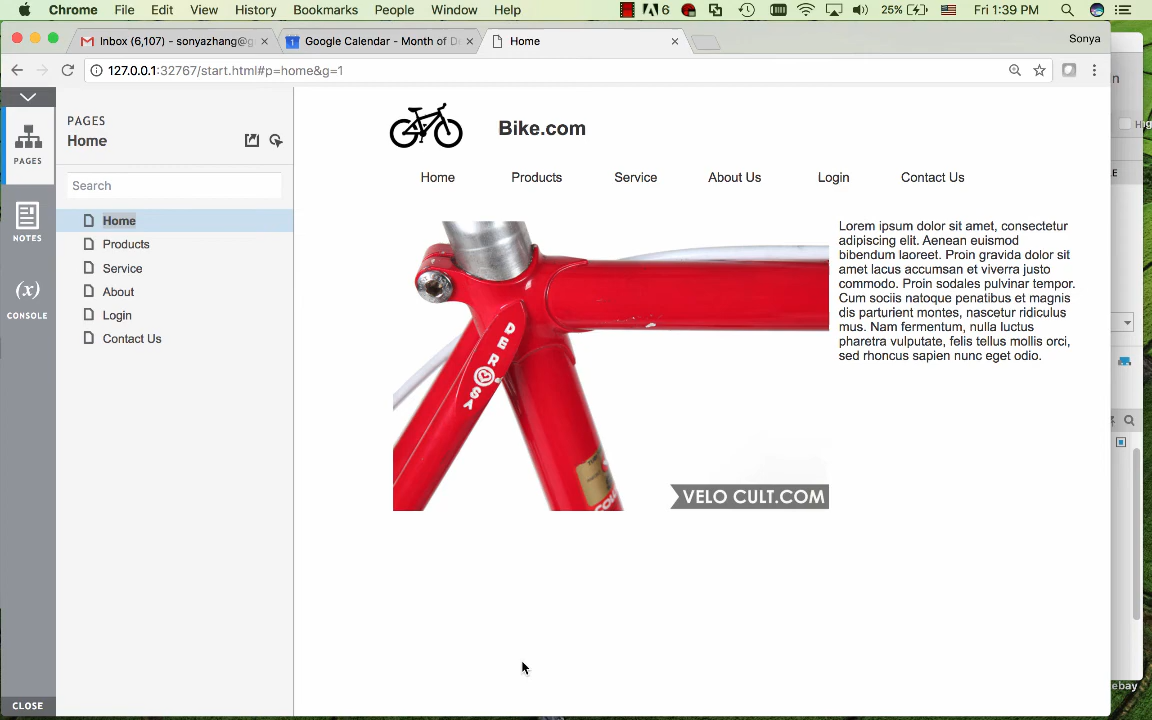 Chrome File Edit View History Bookmarks People Window Help 6 25% Fri 1:39 PM
Inbox (6,107) - sonyazhang@g
Google Calendar - Month of D
Home
Sonya
127.0.0.1:32767/start.html#p=home&g=1
PAGES
NOTES
(x)
CONSOLE
CLOSE
PAGES
Home
Search
Home
Products
Service
About
Login
Contact Us
Bike.com
Home Products Service About Us Login Contact Us
DEROSA
VELO CULT.COM
Lorem ipsum dolor sit amet, consectetur
adipiscing elit. Aenean euismod
bibendum laoreet. Proin gravida dolor sit
amet lacus accumsan et viverra justo
commodo. Proin sodales pulvinar tempor.
Cum sociis natoque penatibus et magnis
dis parturient montes, nascetur ridiculus
mus. Nam fermentum, nulla luctus
pharetra vulputate, felis tellus mollis orci,
sed rhoncus sapien nunc eget odio.
ebay